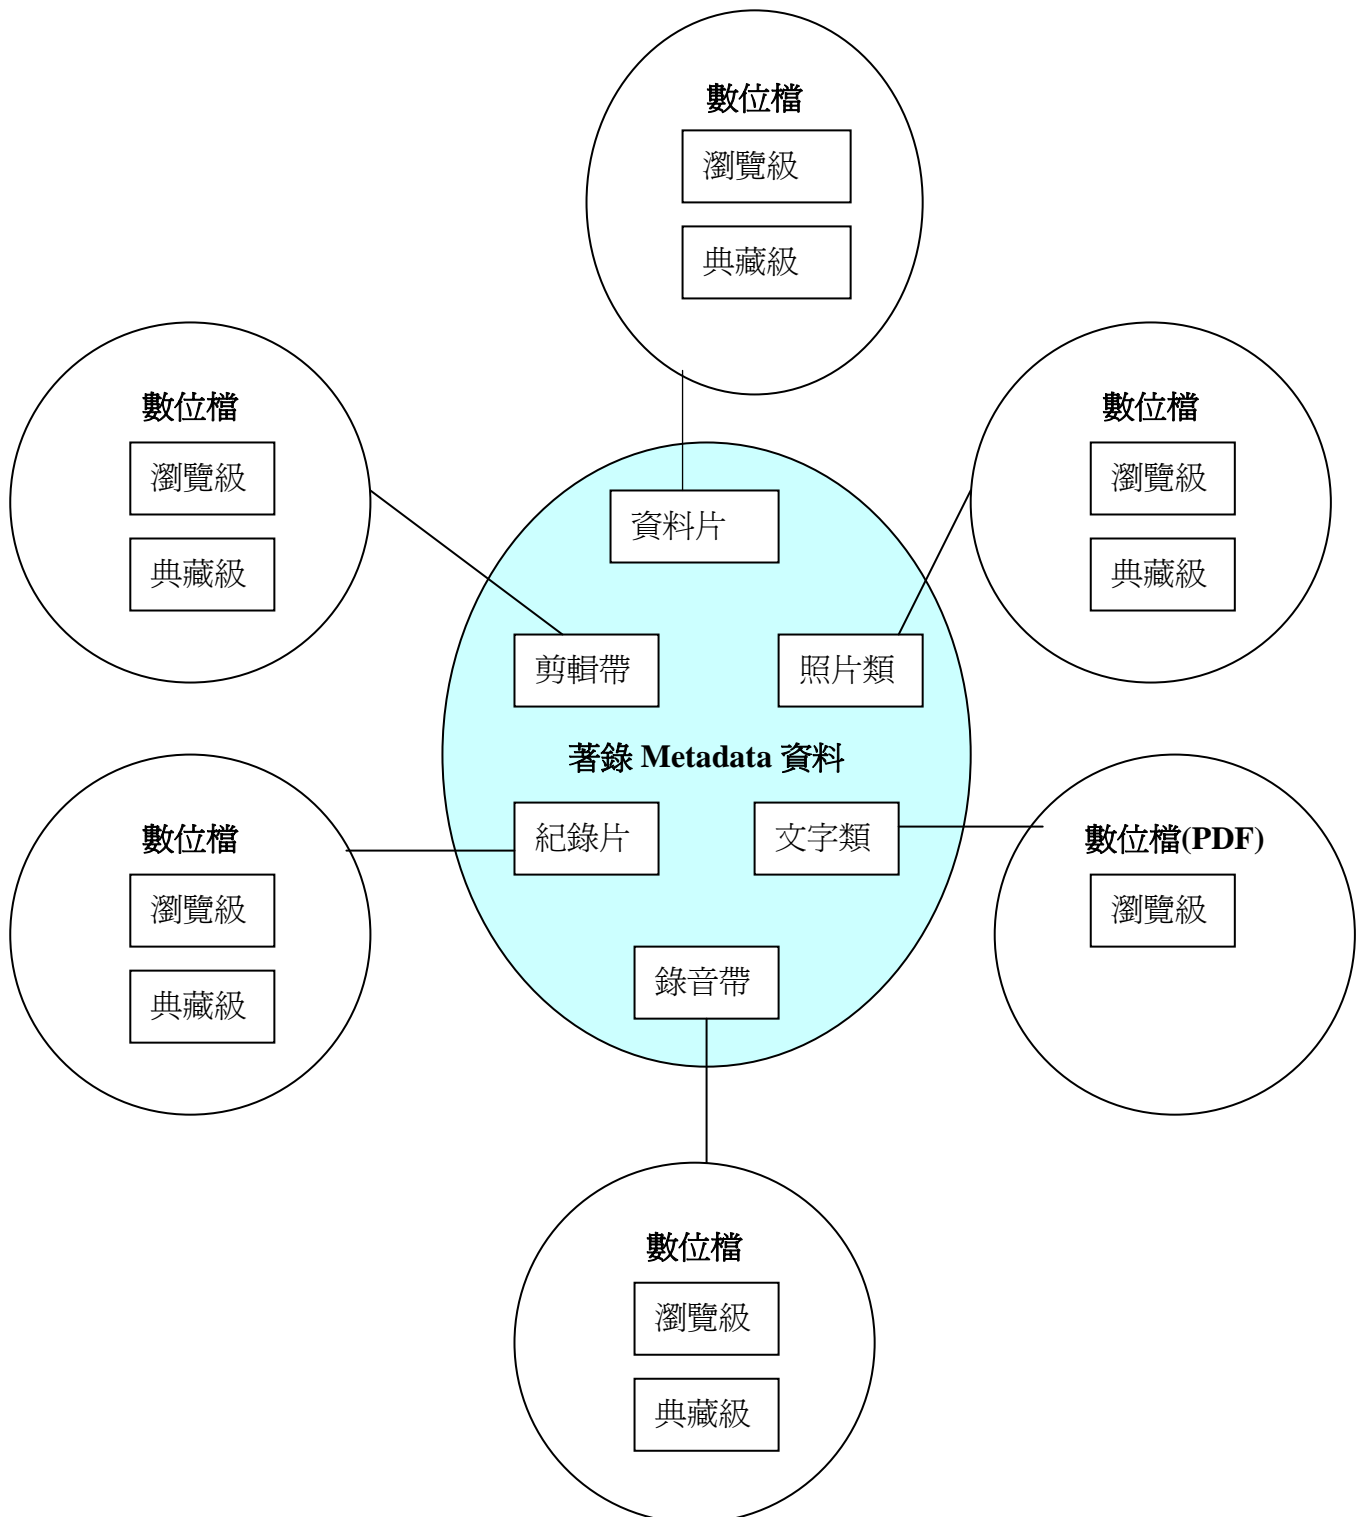 數位檔
瀏覽級
典藏級
數位檔
瀏覽級
典藏級
數位檔
瀏覽級
典藏級
資料片
剪輯帶
照片類
著錄 Metadata 資料
紀錄片
文字類
錄音帶
數位檔
瀏覽級
典藏級
數位檔(PDF)
瀏覽級
數位檔
瀏覽級
典藏級